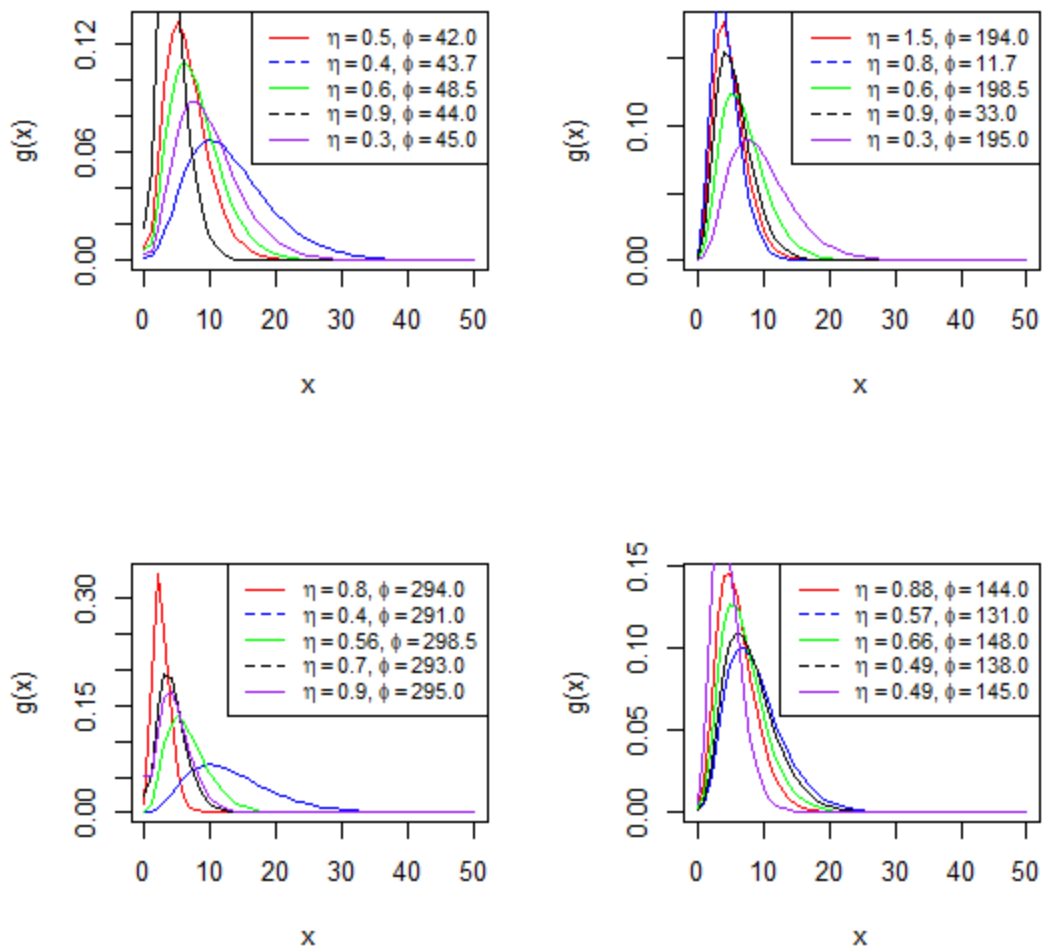 g(x)
0.00
0.06
0.12
0 10 20 30 40 50
x
η = 0.5, ϕ = 42.0
η = 0.4, ϕ = 43.7
η = 0.6, ϕ = 48.5
η = 0.9, ϕ = 44.0
η = 0.3, ϕ = 45.0
g(x)
0.00
0.10
0 10 20 30 40 50
x
η = 1.5, ϕ = 194.0
η = 0.8, ϕ = 11.7
η = 0.6, ϕ = 198.5
η = 0.9, ϕ = 33.0
η = 0.3, ϕ = 195.0
g(x)
0.00
0.15
0.30
0 10 20 30 40 50
x
η = 0.8, ϕ = 294.0
η = 0.4, ϕ = 291.0
η = 0.56, ϕ = 298.5
η = 0.7, ϕ = 293.0
η = 0.9, ϕ = 295.0
g(x)
0.00
0.05
0.10
0.15
0 10 20 30 40 50
x
η = 0.88, ϕ = 144.0
η = 0.57, ϕ = 131.0
η = 0.66, ϕ = 148.0
η = 0.49, ϕ = 138.0
η = 0.49, ϕ = 145.0